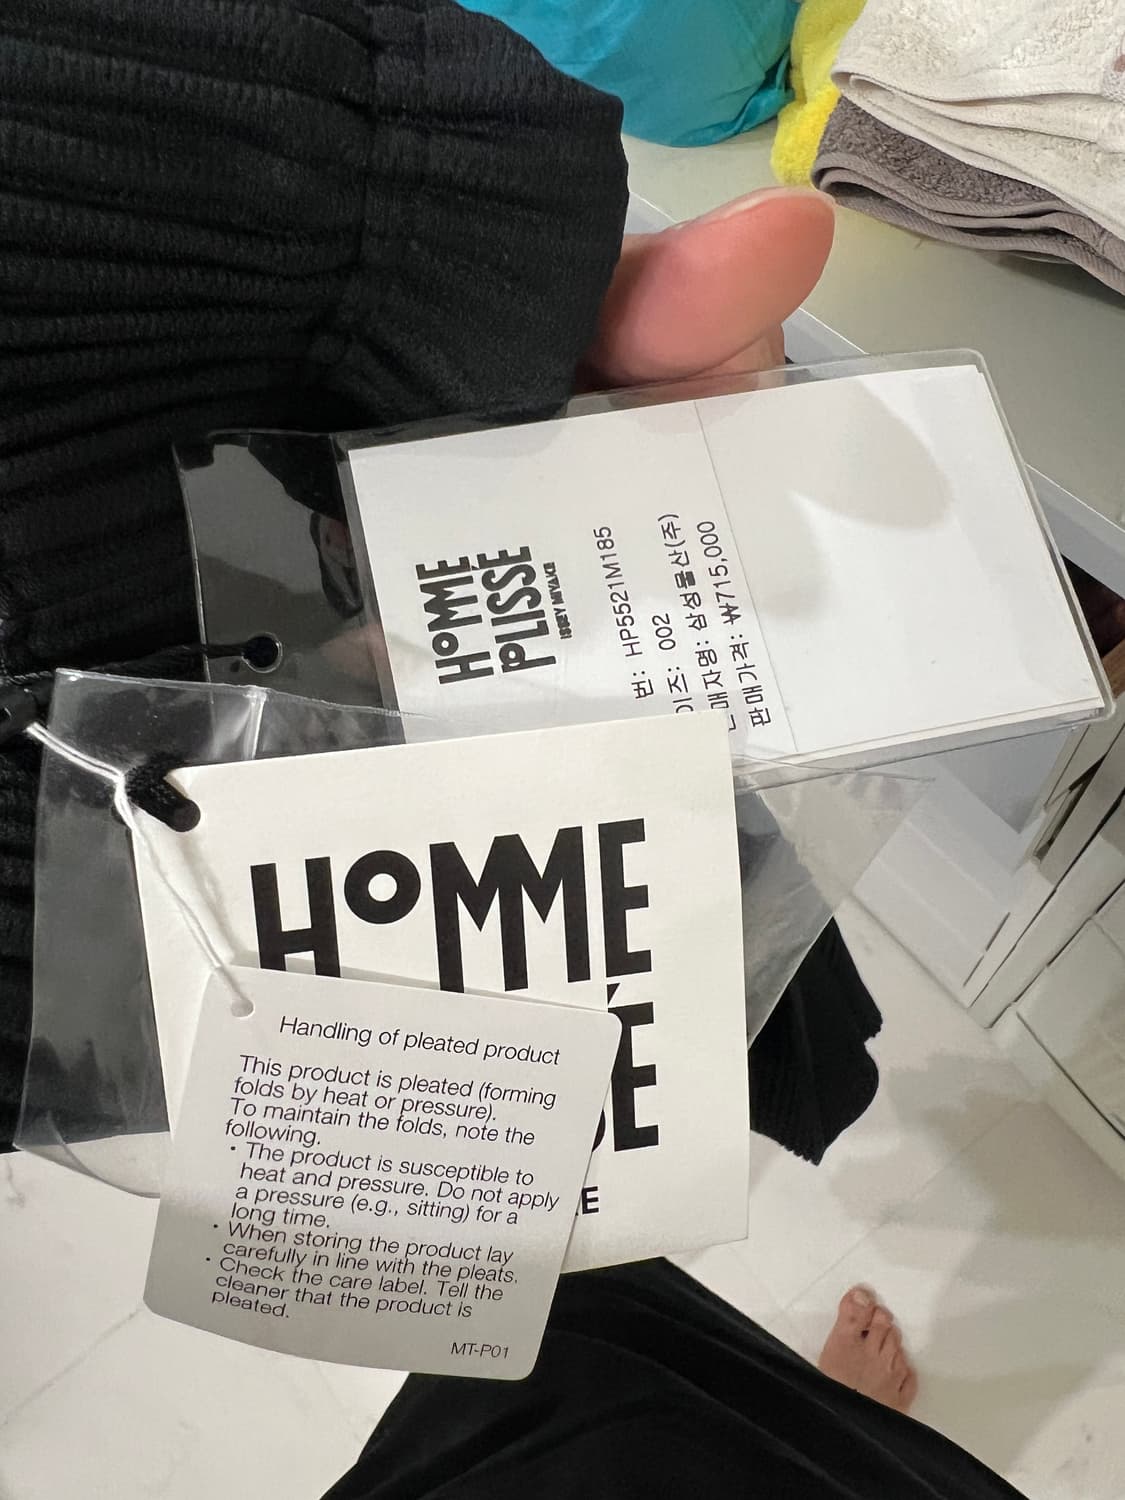 HOMME
PLISSÉ
ISSEY MIYAKE
번: HP5521M185
이즈: 002
매자명: 삼성물산(주)
판매가격: ₩715,000
HOMME
É
E
Handling of pleated product
This product is pleated (forming
folds by heat or pressure).
To maintain the folds, note the
following.
• The product is susceptible to
heat and pressure. Do not apply
a pressure (e.g., sitting) for a
long time.
• When storing the product lay
carefully in line with the pleats.
• Check the care label. Tell the
cleaner that the product is
pleated.
MT-P01